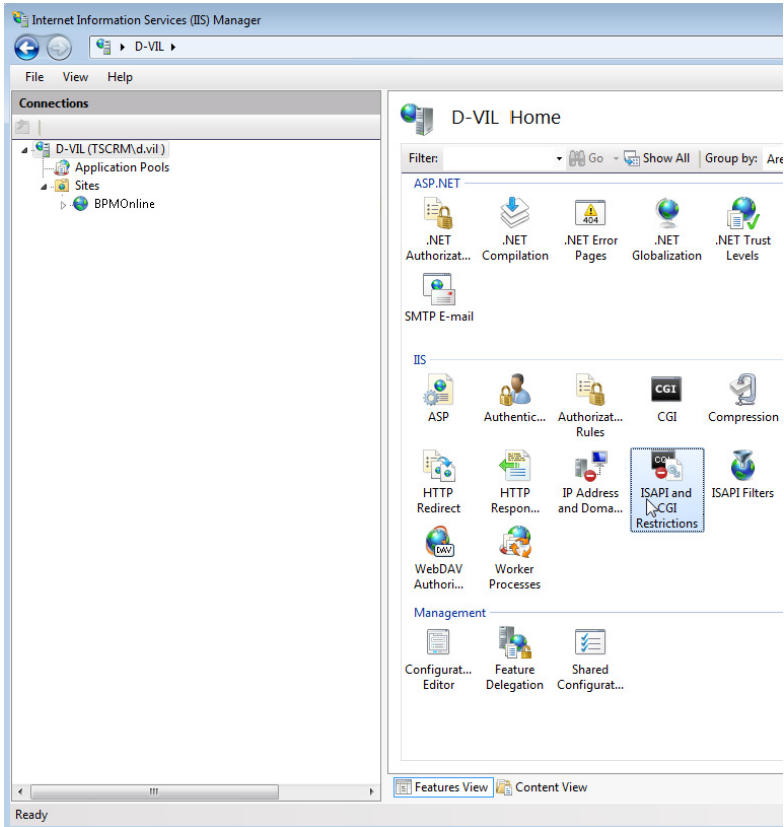 Internet Information Services (IIS) Manager
D-VIL
File View Help
Connections
D-VIL (TSCRM\d.vil )
Application Pools
Sites
BPMOnline
D-VIL Home
Filter: Go Show All Group by: Are
ASP.NET
.NET Authorizat...
.NET Compilation
404
.NET Error Pages
.NET Globalization
.NET Trust Levels
SMTP E-mail
IIS
ASP
Authentic...
Authorizat... Rules
CGI
CGI
Compression
HTTP Redirect
HTTP Respon...
IP Address and Doma...
ISAPI and CGI Restrictions
ISAPI Filters
DAV
WebDAV Authori...
Worker Processes
Management
Configurat... Editor
Feature Delegation
Shared Configurat...
Features View Content View
Ready